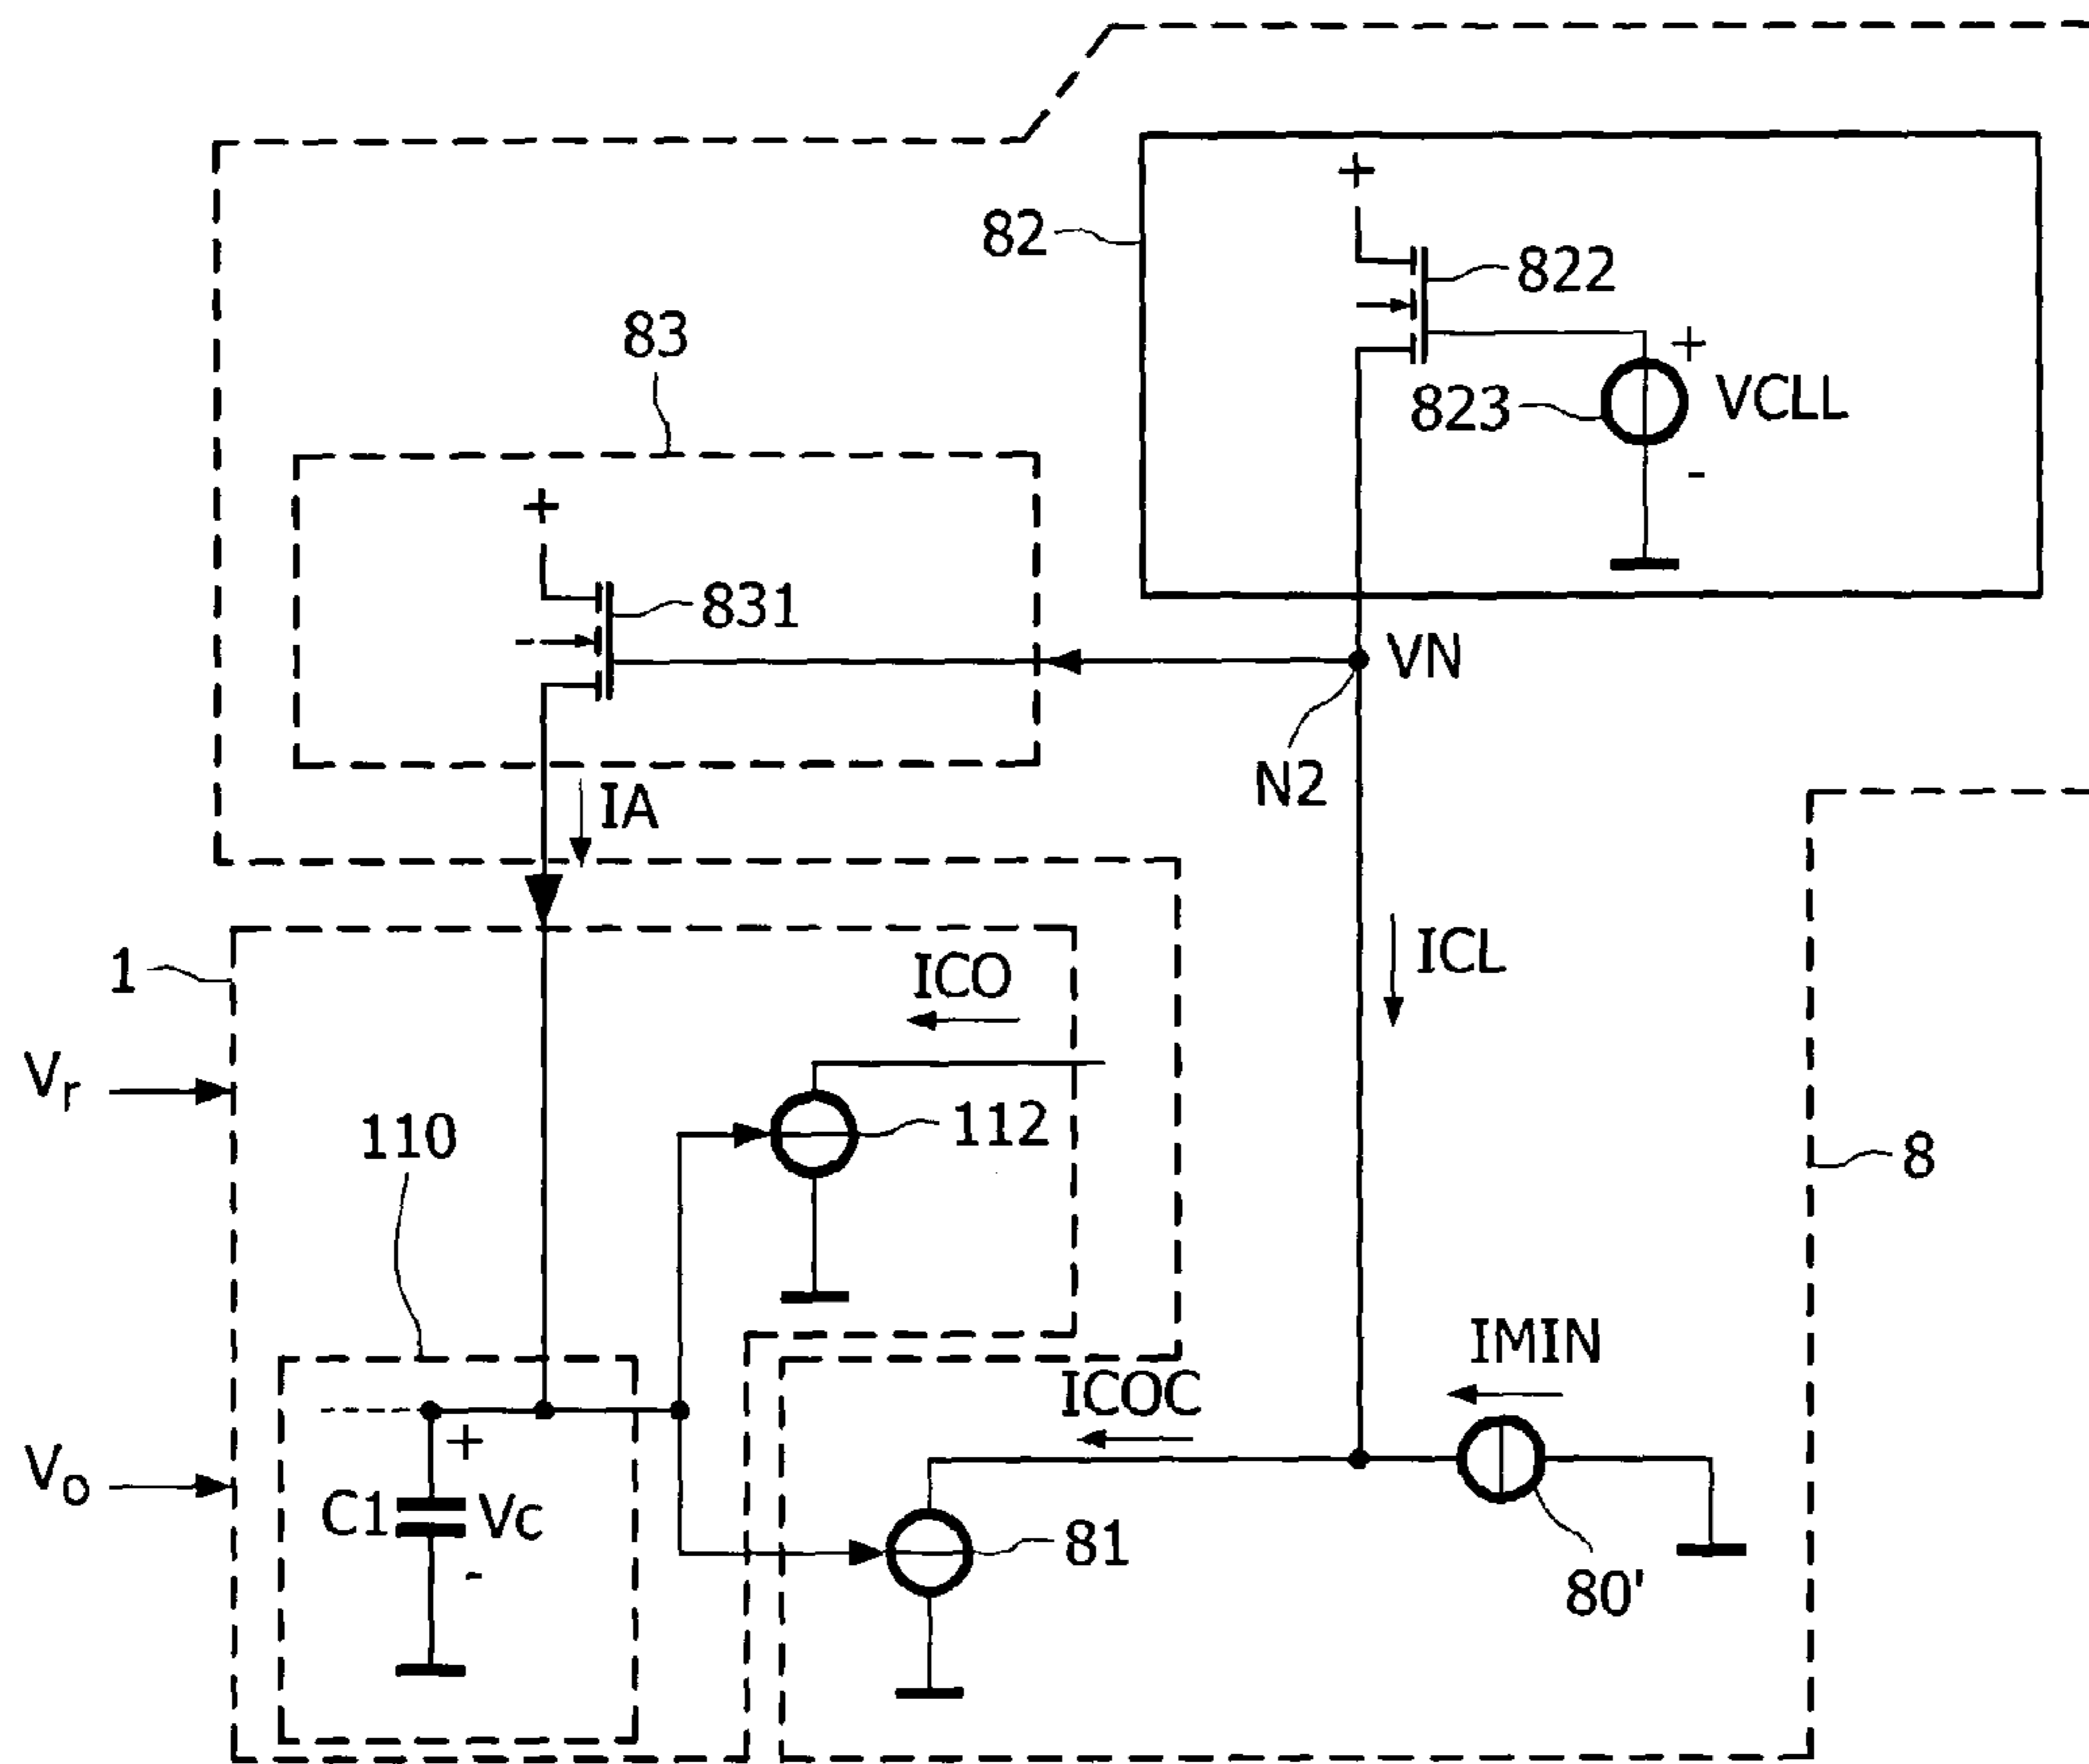 +
82
822
83
+
823
VCLL
-
+
831
VN
N2
IA
ICL
1
ICO
Vr
110
112
8
IMIN
ICOC
Vo
+
C1
Vc
81
-
80'